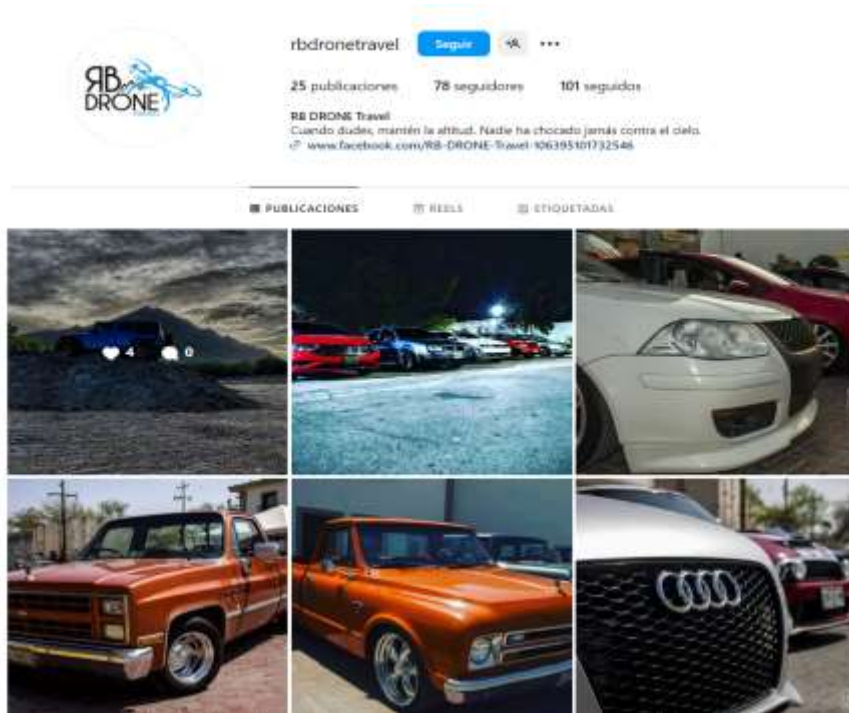 RB
DRONE
rbdronetravel Seguir
25 publicaciones 78 seguidores 101 seguidos
RB DRONE Travel
Cuando dudes, mantén la altitud. Nadie ha chocado jamás contra el cielo.
www.facebook.com/RB-DRONE-Travel-106395101732546
PUBLICACIONES REELS ETIQUETADAS
4 0